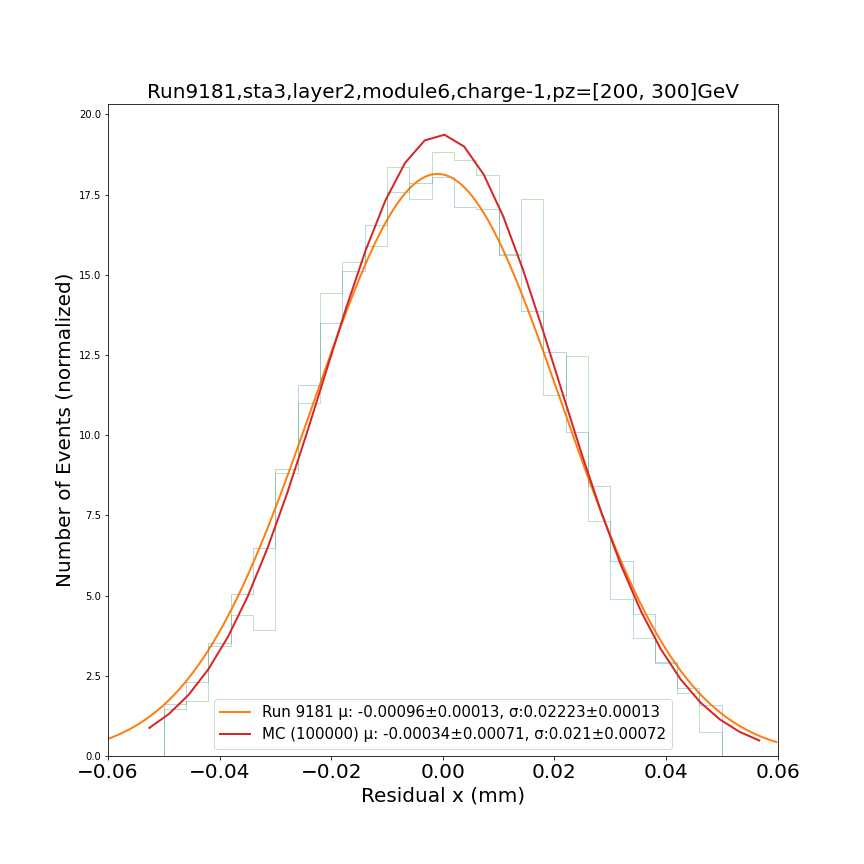 Run9181,sta3,layer2,module6,charge-1,pz=[200, 300]GeV
20.0
17.5
15.0
12.5
10.0
7.5
5.0
2.5
0.0
Number of Events (normalized)
Run 9181 μ: -0.00096±0.00013, σ:0.02223±0.00013
MC (100000) μ: -0.00034±0.00071, σ:0.021±0.00072
−0.06 −0.04 −0.02 0.00 0.02 0.04 0.06
Residual x (mm)